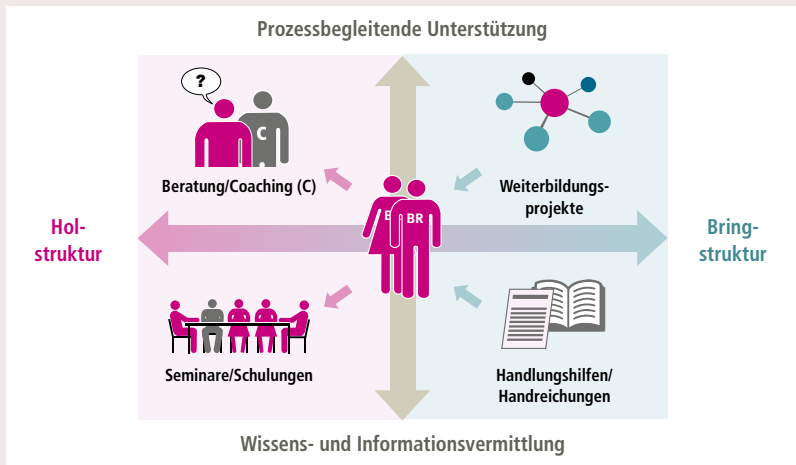 Prozessbegleitende Unterstützung
?
C
Beratung/Coaching (C)
Weiterbildungs-
projekte
B
BR
Hol-
struktur
Bring-
struktur
Seminare/Schulungen
Handlungshilfen/
Handreichungen
Wissens- und Informationsvermittlung